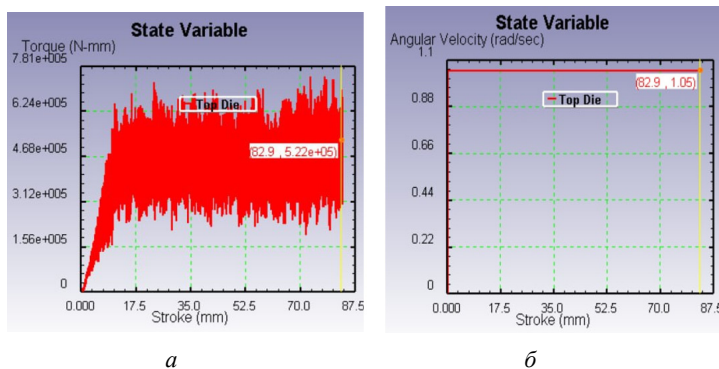 State Variable
Torque (N-mm)
7.81e+005
6.24e+005
4.68e+005
3.12e+005
1.56e+005
0
Top Die
(82.9 , 5.22e+05)
0.000 17.5 35.0 52.5 70.0 87.5
Stroke (mm)
а
State Variable
Angular Velocity (rad/sec)
1.1
0.88
0.66
0.44
0.22
0
Top Die
(82.9 , 1.05)
0.000 17.5 35.0 52.5 70.0 87.5
Stroke (mm)
б